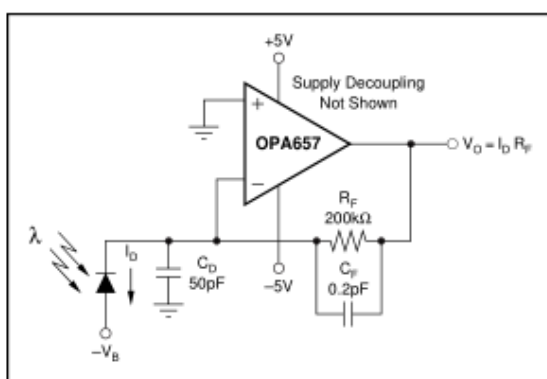 +5V
Supply Decoupling
Not Shown
+
OPA657
−
V_O = I_D R_F
R_F
200kΩ
λ
I_D
C_D
50pF
−5V
C_F
0.2pF
−V_B